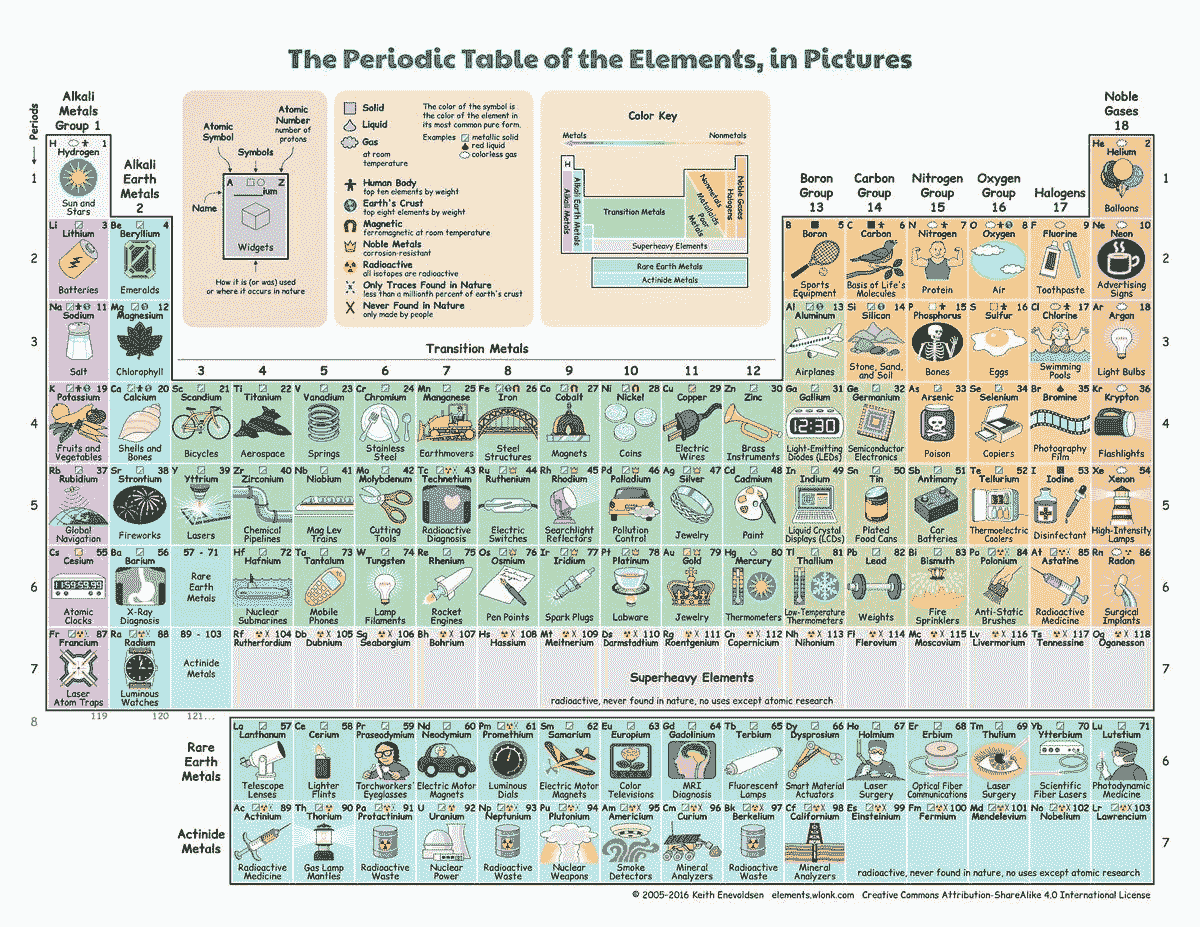 The Periodic Table of the Elements, in Pictures
Periods
Alkali
Metals
Group 1
Alkali
Earth
Metals
2
Atomic
Symbol
Atomic
Number
number of
protons
Symbols
A Z
_____ium
Name
Widgets
How it is (or was) used
or where it occurs in nature
Solid
Liquid
Gas
at room
temperature
The color of the symbol is
the color of the element in
its most common pure form.
Examples
metallic solid
red liquid
colorless gas
Human Body
top ten elements by weight
Earth's Crust
top eight elements by weight
Magnetic
ferromagnetic at room temperature
Noble Metals
corrosion-resistant
Radioactive
all isotopes are radioactive
Only Traces Found in Nature
less than a millionth percent of earth's crust
Never Found in Nature
only made by people
Color Key
Metals Nonmetals
H
Alkali Metals
Alkali Earth Metals
Transition Metals
Poor Metals
Metalloids
Nonmetals
Halogens
Noble Gases
Superheavy Elements
Rare Earth Metals
Actinide Metals
Boron
Group
13
Carbon
Group
14
Nitrogen
Group
15
Oxygen
Group
16
Halogens
17
Noble
Gases
18
1
H 1
Hydrogen
Sun and
Stars
He 2
Helium
Balloons
1
2
Li 3
Lithium
Batteries
Be 4
Beryllium
Emeralds
B 5
Boron
Sports
Equipment
C 6
Carbon
Basis of Life's
Molecules
N 7
Nitrogen
Protein
O 8
Oxygen
Air
F 9
Fluorine
Toothpaste
Ne 10
Neon
Advertising
Signs
2
3
Na 11
Sodium
Salt
Mg 12
Magnesium
Chlorophyll
Al 13
Aluminum
Airplanes
Si 14
Silicon
Stone, Sand,
and Soil
P 15
Phosphorus
Bones
S 16
Sulfur
Eggs
Cl 17
Chlorine
Swimming
Pools
Ar 18
Argon
Light Bulbs
3
Transition Metals
3 4 5 6 7 8 9 10 11 12
4
K 19
Potassium
Fruits and
Vegetables
Ca 20
Calcium
Shells and
Bones
Sc 21
Scandium
Bicycles
Ti 22
Titanium
Aerospace
V 23
Vanadium
Springs
Cr 24
Chromium
Stainless
Steel
Mn 25
Manganese
Earthmovers
Fe 26
Iron
Steel
Structures
Co 27
Cobalt
Magnets
Ni 28
Nickel
Coins
Cu 29
Copper
Electric
Wires
Zn 30
Zinc
Brass
Instruments
Ga 31
Gallium
12:30
Light-Emitting
Diodes (LEDs)
Ge 32
Germanium
Semiconductor
Electronics
As 33
Arsenic
Poison
Se 34
Selenium
Copiers
Br 35
Bromine
Photography
Film
Kr 36
Krypton
Flashlights
4
5
Rb 37
Rubidium
Global
Navigation
Sr 38
Strontium
Fireworks
Y 39
Yttrium
Lasers
Zr 40
Zirconium
Chemical
Pipelines
Nb 41
Niobium
Mag Lev
Trains
Mo 42
Molybdenum
Cutting
Tools
Tc 43
Technetium
Radioactive
Diagnosis
Ru 44
Ruthenium
Electric
Switches
Rh 45
Rhodium
Searchlight
Reflectors
Pd 46
Palladium
Pollution
Control
Ag 47
Silver
Jewelry
Cd 48
Cadmium
Paint
In 49
Indium
Liquid Crystal
Displays (LCDs)
Sn 50
Tin
Plated
Food Cans
Sb 51
Antimony
Car
Batteries
Te 52
Tellurium
Thermoelectric
Coolers
I 53
Iodine
Disinfectant
Xe 54
Xenon
High-Intensity
Lamps
5
6
Cs 55
Cesium
Atomic
Clocks
Ba 56
Barium
X-Ray
Diagnosis
57 - 71
Rare
Earth
Metals
Hf 72
Hafnium
Nuclear
Submarines
Ta 73
Tantalum
Mobile
Phones
W 74
Tungsten
Lamp
Filaments
Re 75
Rhenium
Rocket
Engines
Os 76
Osmium
Pen Points
Ir 77
Iridium
Spark Plugs
Pt 78
Platinum
Labware
Au 79
Gold
Jewelry
Hg 80
Mercury
Thermometers
Tl 81
Thallium
Low-Temperature
Thermometers
Pb 82
Lead
Weights
Bi 83
Bismuth
Fire
Sprinklers
Po 84
Polonium
Anti-Static
Brushes
At 85
Astatine
Radioactive
Medicine
Rn 86
Radon
Surgical
Implants
6
7
Fr 87
Francium
Laser
Atom Traps
Ra 88
Radium
Luminous
Watches
89 - 103
Actinide
Metals
Rf 104
Rutherfordium
Db 105
Dubnium
Sg 106
Seaborgium
Bh 107
Bohrium
Hs 108
Hassium
Mt 109
Meitnerium
Ds 110
Darmstadtium
Rg 111
Roentgenium
Cn 112
Copernicium
Nh 113
Nihonium
Fl 114
Flerovium
Mc 115
Moscovium
Lv 116
Livermorium
Ts 117
Tennessine
Og 118
Oganesson
7
Superheavy Elements
radioactive, never found in nature, no uses except atomic research
8
119 120 121...
Rare
Earth
Metals
La 57
Lanthanum
Telescope
Lenses
Ce 58
Cerium
Lighter
Flints
Pr 59
Praseodymium
Torchworkers'
Eyeglasses
Nd 60
Neodymium
Electric Motor
Magnets
Pm 61
Promethium
Luminous
Dials
Sm 62
Samarium
Electric Motor
Magnets
Eu 63
Europium
Color
Televisions
Gd 64
Gadolinium
MRI
Diagnosis
Tb 65
Terbium
Fluorescent
Lamps
Dy 66
Dysprosium
Smart Material
Actuators
Ho 67
Holmium
Laser
Surgery
Er 68
Erbium
Optical Fiber
Communications
Tm 69
Thulium
Laser
Surgery
Yb 70
Ytterbium
Scientific
Fiber Lasers
Lu 71
Lutetium
Photodynamic
Medicine
6
Actinide
Metals
Ac 89
Actinium
Radioactive
Medicine
Th 90
Thorium
Gas Lamp
Mantles
Pa 91
Protactinium
Radioactive
Waste
U 92
Uranium
Nuclear
Power
Np 93
Neptunium
Radioactive
Waste
Pu 94
Plutonium
Nuclear
Weapons
Am 95
Americium
Smoke
Detectors
Cm 96
Curium
Mineral
Analyzers
Bk 97
Berkelium
Radioactive
Waste
Cf 98
Californium
Mineral
Analyzers
Es 99
Einsteinium
Fm 100
Fermium
Md 101
Mendelevium
No 102
Nobelium
Lr 103
Lawrencium
7
radioactive, never found in nature, no uses except atomic research
© 2005-2016 Keith Enevoldsen elements.wlonk.com Creative Commons Attribution-ShareAlike 4.0 International License